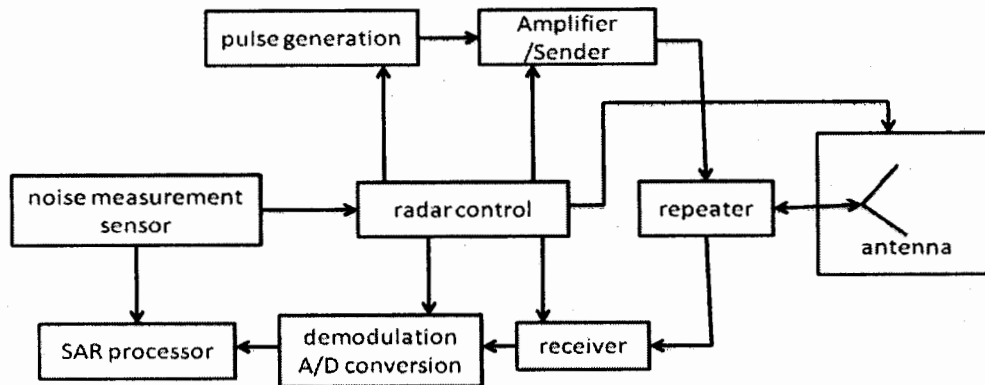 pulse generation
Amplifier
/Sender
noise measurement
sensor
radar control
repeater
antenna
SAR processor
demodulation
A/D conversion
receiver